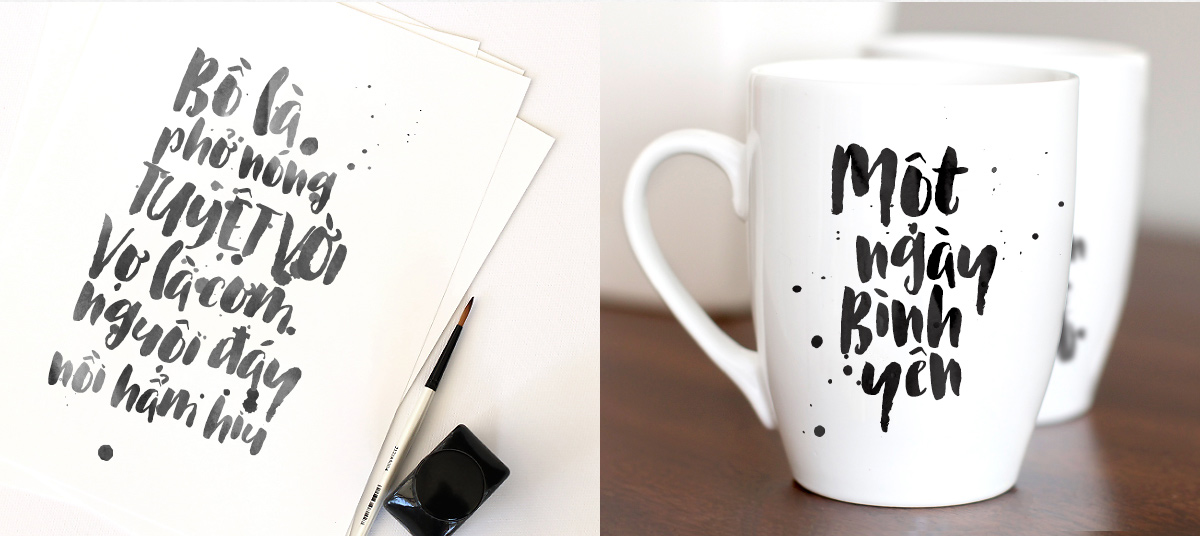 Bồ là
phở nóng
TUYỆT VỜI
Vợ là cơm
nguội đáy
nồi hẩm hiu
Một
ngày
Bình
yên